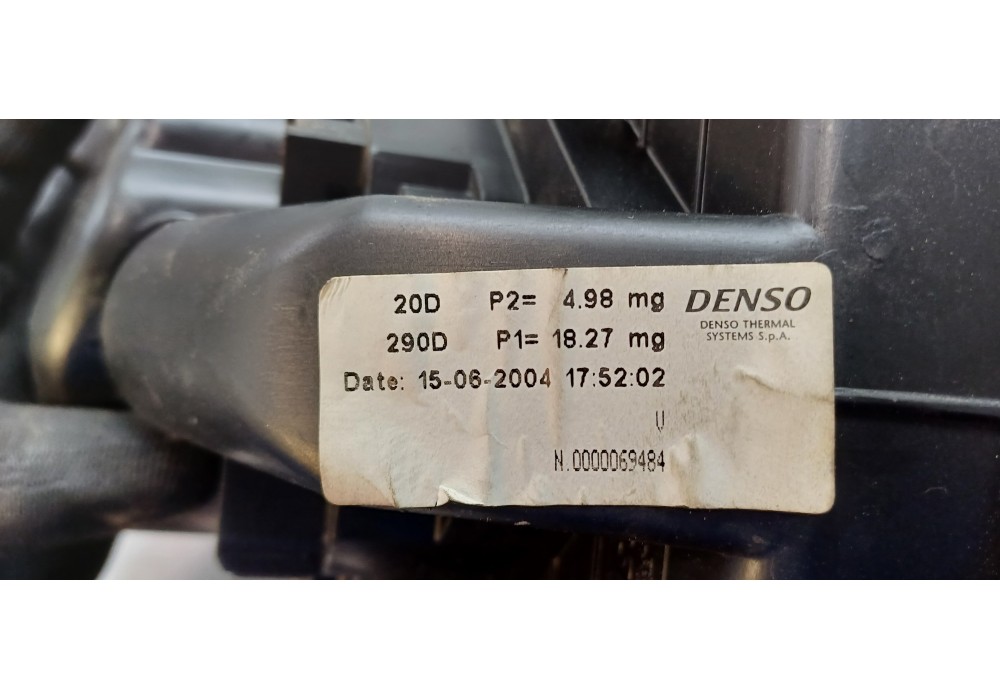 20D P2= 4.98 mg
290D P1= 18.27 mg
Date: 15-06-2004 17:52:02
V
N.0000069484
DENSO
DENSO THERMAL
SYSTEMS S.p.A.